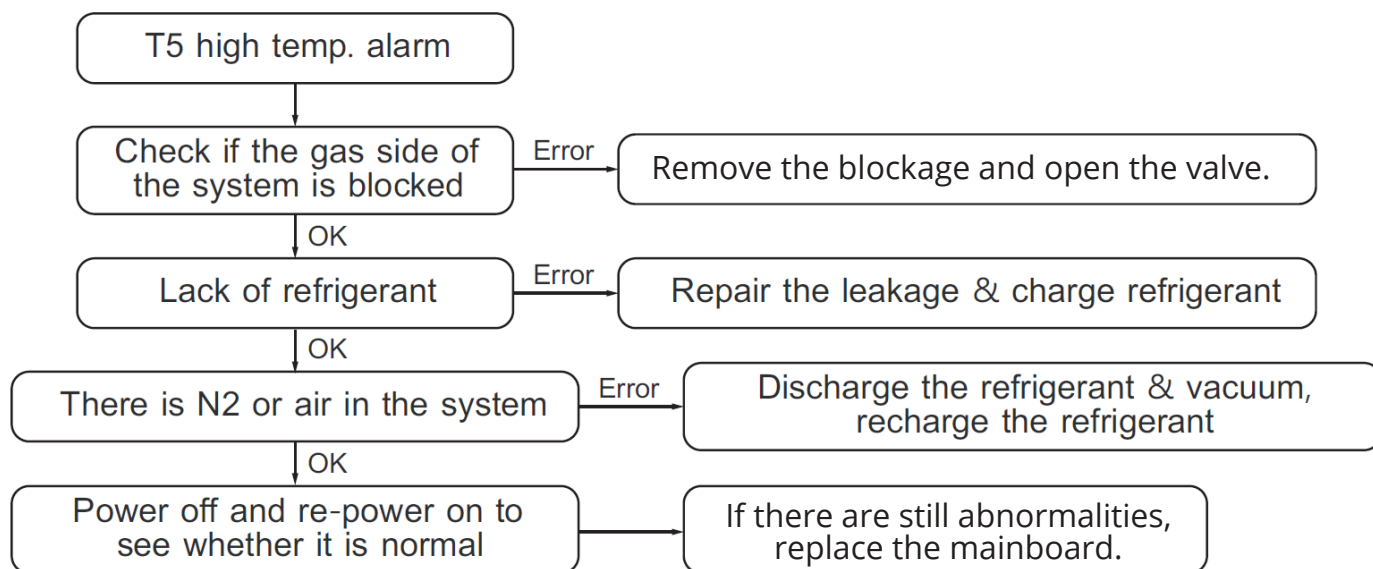 T5 high temp. alarm
Check if the gas side of
the system is blocked
Error
Remove the blockage and open the valve.
OK
Lack of refrigerant
Error
Repair the leakage & charge refrigerant
OK
There is N2 or air in the system
Error
Discharge the refrigerant & vacuum,
recharge the refrigerant
OK
Power off and re-power on to
see whether it is normal
If there are still abnormalities,
replace the mainboard.